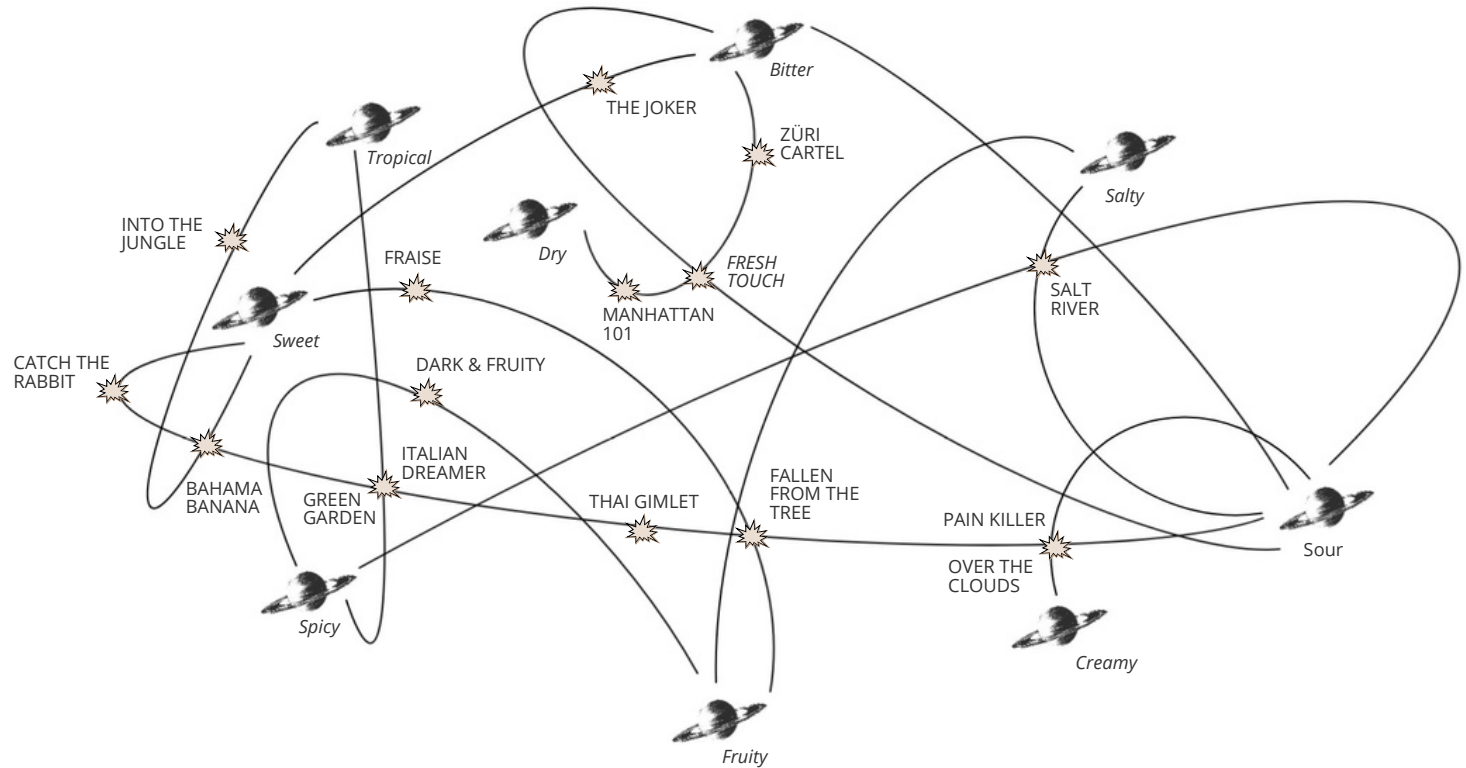 Bitter
THE JOKER
ZÜRI
CARTEL
Tropical
Salty
INTO THE
JUNGLE
Dry
FRAISE
FRESH
TOUCH
SALT
RIVER
MANHATTAN
101
Sweet
CATCH THE
RABBIT
DARK & FRUITY
ITALIAN
DREAMER
BAHAMA
BANANA
GREEN
GARDEN
THAI GIMLET
FALLEN
FROM THE
TREE
PAIN KILLER
Sour
OVER THE
CLOUDS
Spicy
Creamy
Fruity